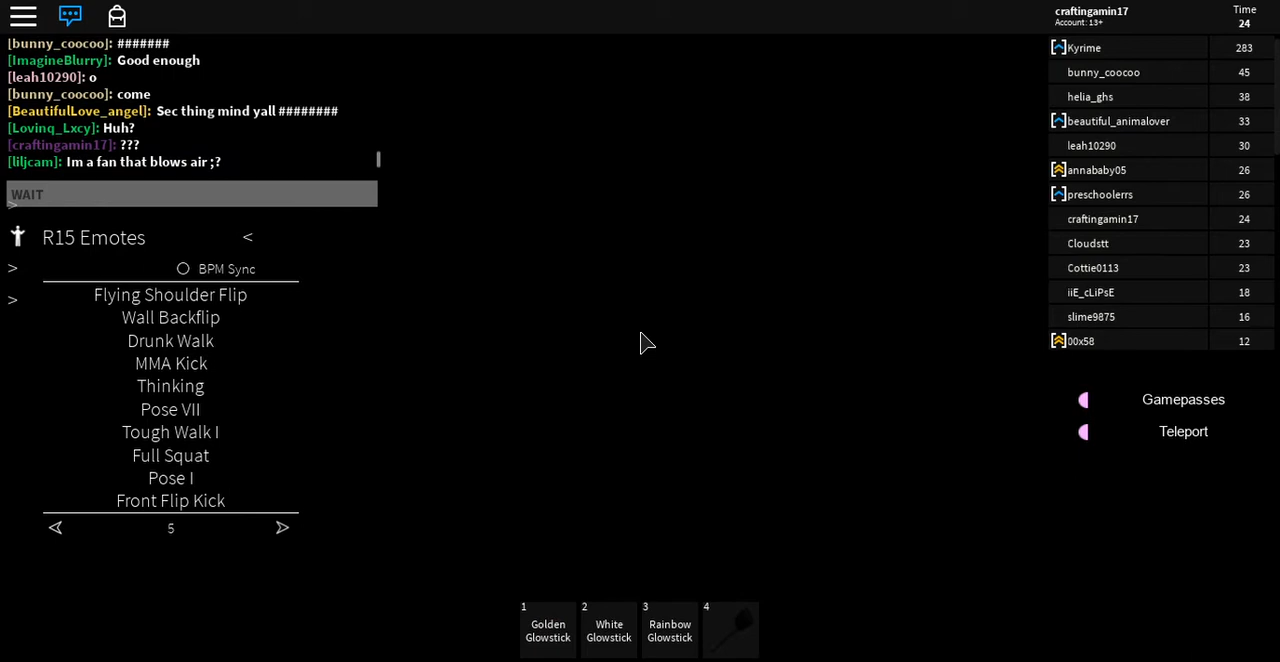 craftingamin17
Account: 13+
Time
24
[bunny_coocoo]: #######
[ImagineBlurry]: Good enough
[leah10290]: o
[bunny_coocoo]: come
[BeautifulLove_angel]: Sec thing mind yall ########
[Lovinq_Lxcy]: Huh?
[craftingamin17]: ???
[liljcam]: Im a fan that blows air ;?
WAIT
>
R15 Emotes <
> BPM Sync
>
Flying Shoulder Flip
Wall Backflip
Drunk Walk
MMA Kick
Thinking
Pose VII
Tough Walk I
Full Squat
Pose I
Front Flip Kick
5
Kyrime 283
bunny_coocoo 45
helia_ghs 38
beautiful_animalover 33
leah10290 30
annababy05 26
preschoolerrs 26
craftingamin17 24
Cloudstt 23
Cottie0113 23
iiE_cLiPsE 18
slime9875 16
00x58 12
Gamepasses
Teleport
1
Golden
Glowstick
2
White
Glowstick
3
Rainbow
Glowstick
4